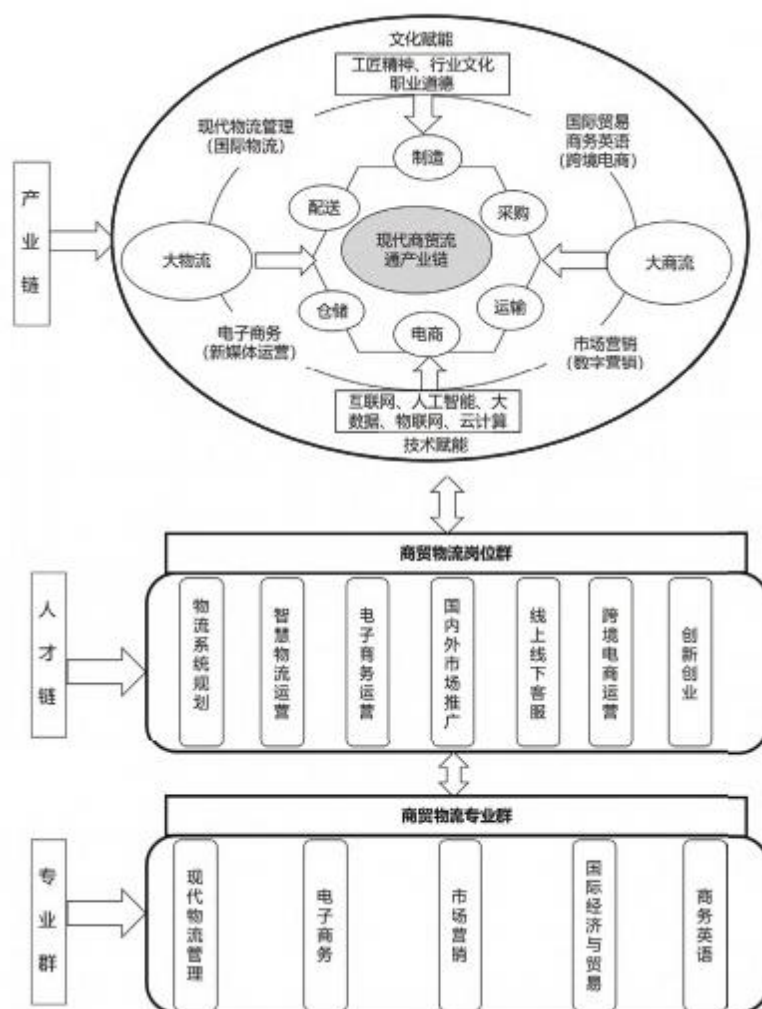 文化赋能
工匠精神、行业文化
职业道德
现代物流管理
(国际物流)
国际贸易
商务英语
(跨境电商)
制造
配送
采购
产业链
大物流
现代商贸流
通产业链
大商流
仓储
运输
电商
电子商务
(新媒体运营)
市场营销
(数字营销)
互联网、人工智能、大
数据、物联网、云计算
技术赋能
商贸物流岗位群
人才链
物流系统规划
智慧物流运营
电子商务运营
国内外市场推广
线上线下客服
跨境电商运营
创新创业
商贸物流专业群
专业群
现代物流管理
电子商务
市场营销
国际经济与贸易
商务英语